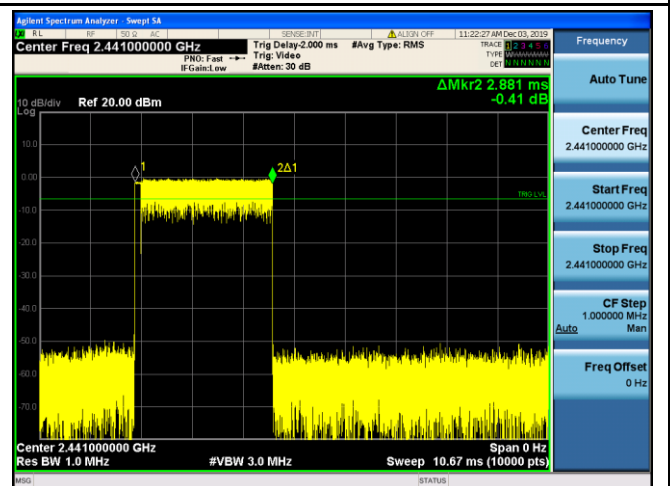 Agilent Spectrum Analyzer - Swept SA
RL RF 50 Ω AC SENSE:INT ALIGN OFF 11:22:27 AM Dec 03, 2019
Center Freq 2.441000000 GHz
PNO: Fast
IFGain:Low
Trig Delay-2.000 ms
Trig: Video
#Atten: 30 dB
#Avg Type: RMS
TRACE 1 2 3 4 5 6
TYPE
DET N N N N N N
ΔMkr2 2.881 ms
-0.41 dB
10 dB/div Ref 20.00 dBm
Log
10.0
0.00
-10.0
-20.0
-30.0
-40.0
-50.0
-60.0
-70.0
1
2Δ1
TRIG LVL
Center 2.441000000 GHz
Span 0 Hz
Res BW 1.0 MHz
#VBW 3.0 MHz
Sweep 10.67 ms (10000 pts)
MSG
STATUS
Frequency
Auto Tune
Center Freq
2.441000000 GHz
Start Freq
2.441000000 GHz
Stop Freq
2.441000000 GHz
CF Step
1.000000 MHz
Auto Man
Freq Offset
0 Hz